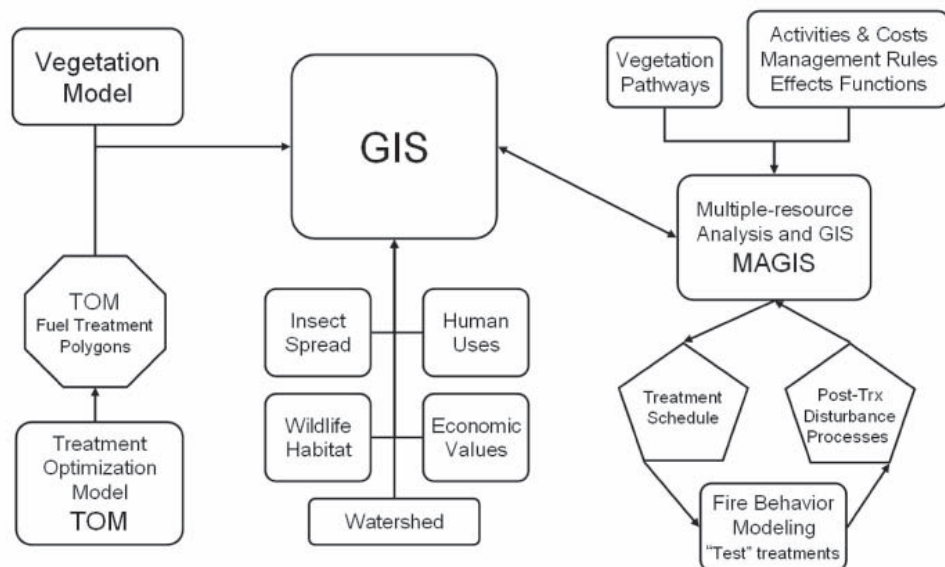 Vegetation
Model
GIS
Vegetation
Pathways
Activities & Costs
Management Rules
Effects Functions
Multiple-resource
Analysis and GIS
MAGIS
TOM
Fuel Treatment
Polygons
Treatment
Optimization
Model
TOM
Insect
Spread
Human
Uses
Wildlife
Habitat
Economic
Values
Watershed
Treatment
Schedule
Post-Trx
Disturbance
Processes
Fire Behavior
Modeling
“Test” treatments